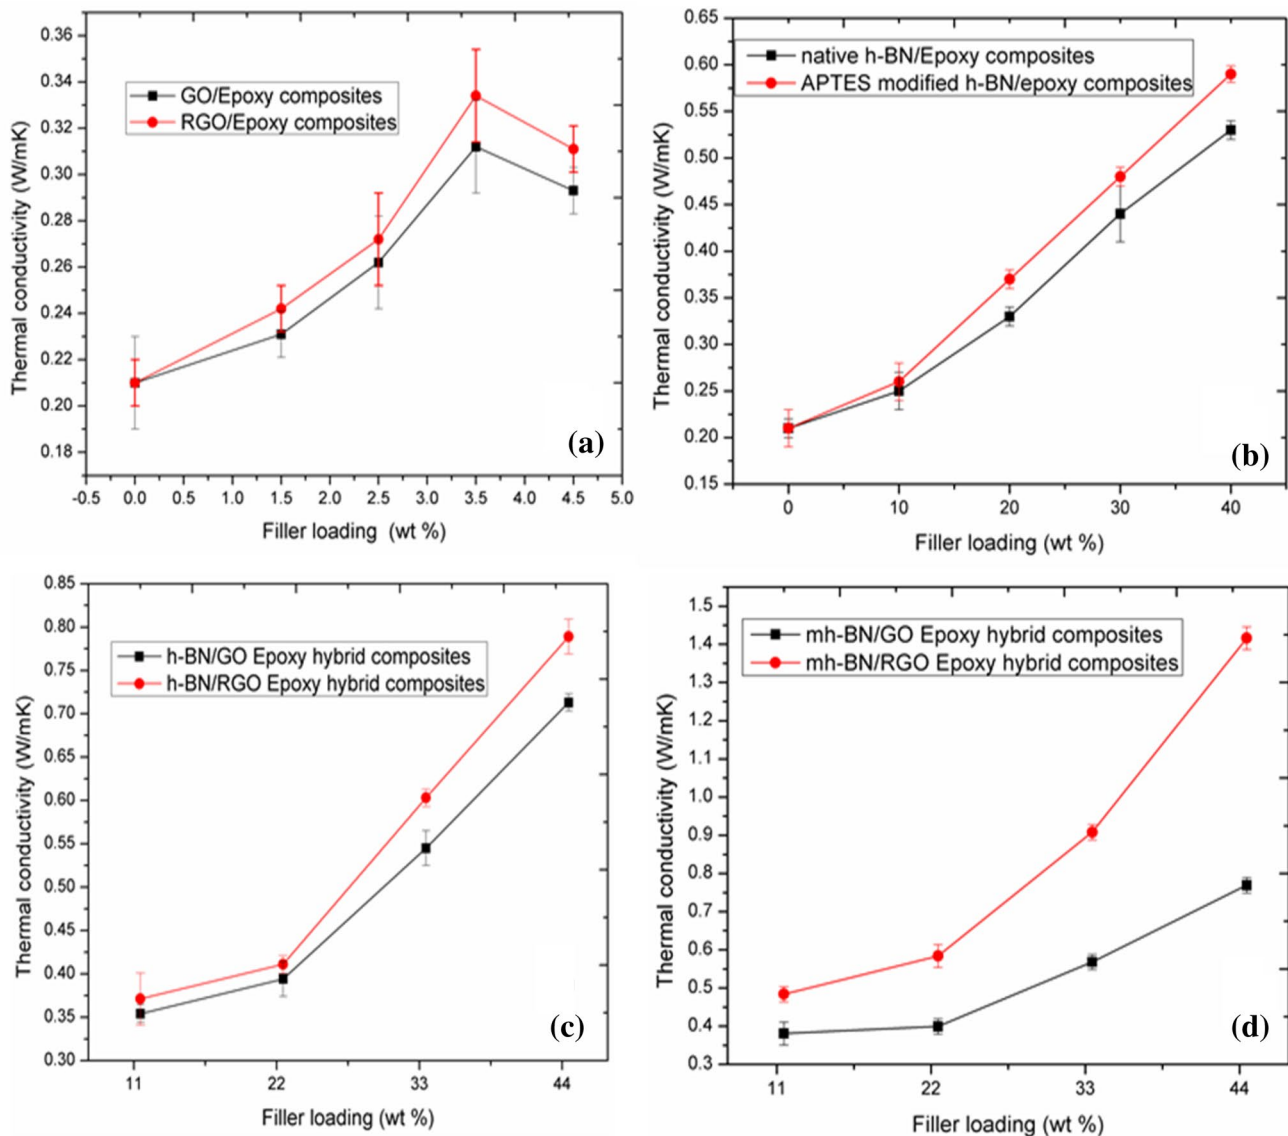 GO/Epoxy composites
RGO/Epoxy composites
Thermal conductivity (W/mK)
0.36
0.34
0.32
0.30
0.28
0.26
0.24
0.22
0.20
0.18
-0.5 0.0 0.5 1.0 1.5 2.0 2.5 3.0 3.5 4.0 4.5 5.0
Filler loading (wt %)
(a)
native h-BN/Epoxy composites
APTES modified h-BN/epoxy composites
Thermal conductivity (W/mK)
0.65
0.60
0.55
0.50
0.45
0.40
0.35
0.30
0.25
0.20
0.15
0 10 20 30 40
Filler loading (wt %)
(b)
h-BN/GO Epoxy hybrid composites
h-BN/RGO Epoxy hybrid composites
Thermal conductivity (W/mK)
0.85
0.80
0.75
0.70
0.65
0.60
0.55
0.50
0.45
0.40
0.35
0.30
11 22 33 44
Filler loading (wt %)
(c)
mh-BN/GO Epoxy hybrid composites
mh-BN/RGO Epoxy hybrid composites
Thermal conductivity (W/mK)
1.5
1.4
1.3
1.2
1.1
1.0
0.9
0.8
0.7
0.6
0.5
0.4
0.3
11 22 33 44
Filler loading (wt %)
(d)